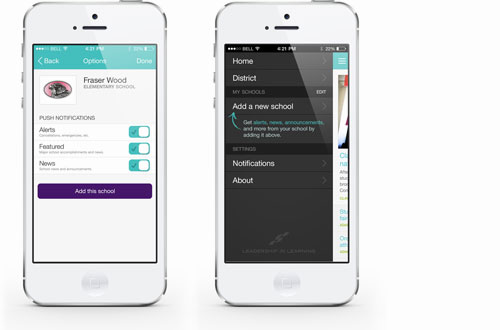 BELL 4:21 PM 30%
Back Options Done
Fraser Wood
ELEMENTARY SCHOOL
PUSH NOTIFICATIONS
Alerts
Cancellations, emergencies, etc.
Featured
Major school accomplishments and news.
News
School news and announcements
Add this school
BELL 4:21 PM 22%
Home
District
MY SCHOOLS EDIT
Add a new school
Get alerts, news, announcements,
and more from your school by
adding it above.
SETTINGS
Notifications
About
LEADERSHIP IN LEARNING